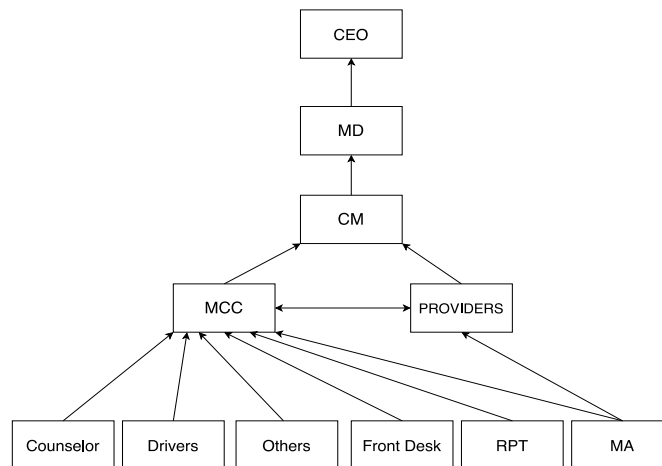 CEO
MD
CM
MCC
PROVIDERS
Counselor
Drivers
Others
Front Desk
RPT
MA